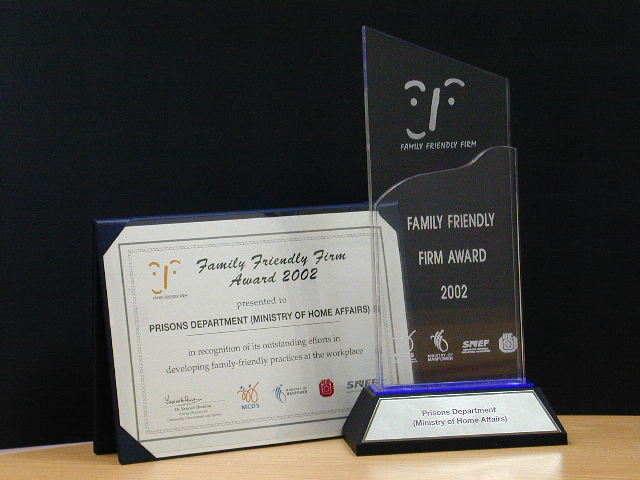 FAMILY FRIENDLY FIRM
FAMILY FRIENDLY
FIRM AWARD
2002
MINISTRY OF
MANPOWER
SNEF
Prisons Department
(Ministry of Home Affairs)
FAMILY FRIENDLY FIRM
Family Friendly Firm
Award 2002
presented to
PRISONS DEPARTMENT (MINISTRY OF HOME AFFAIRS)
in recognition of its outstanding efforts in
developing family-friendly practices at the workplace
MCDS
MINISTRY OF
MANPOWER
SNEF